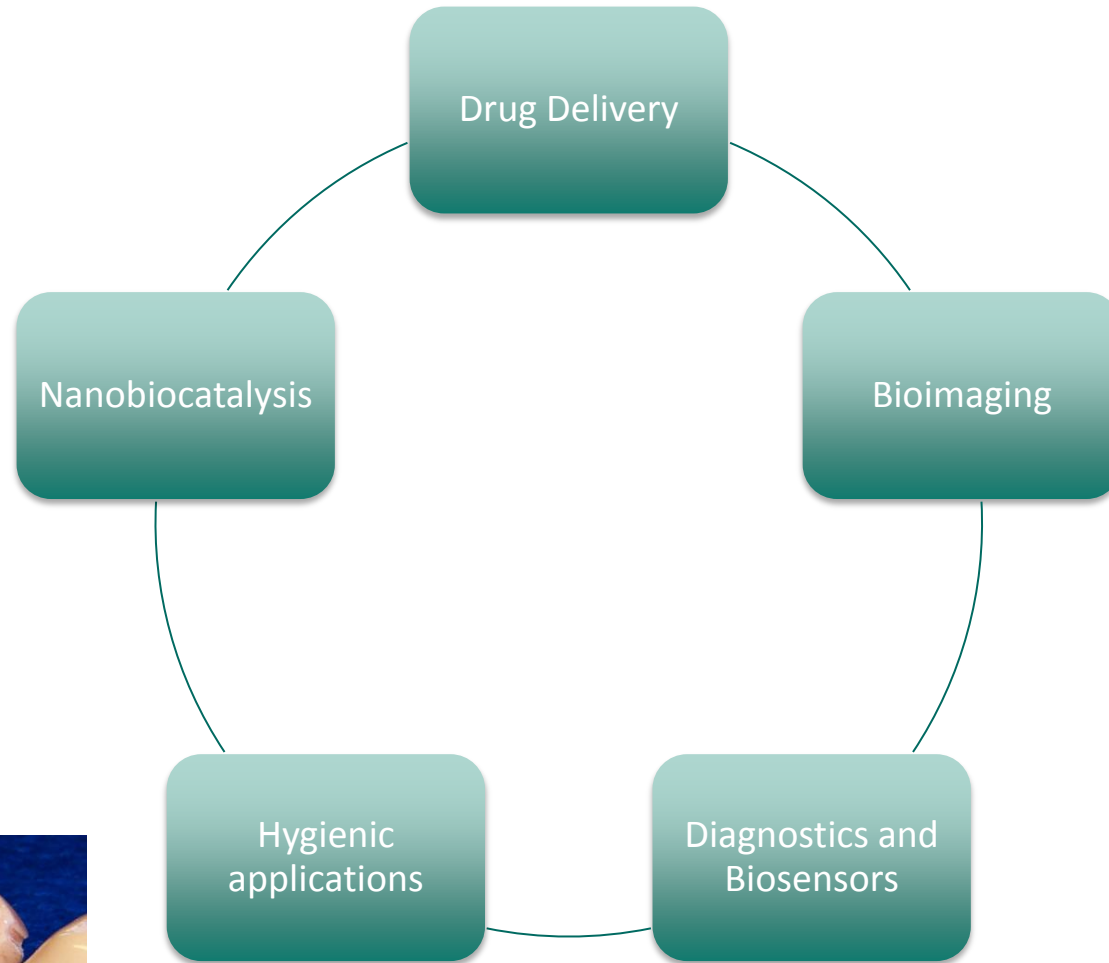 Drug Delivery
Nanobiocatalysis
Bioimaging
Hygienic
applications
Diagnostics and
Biosensors